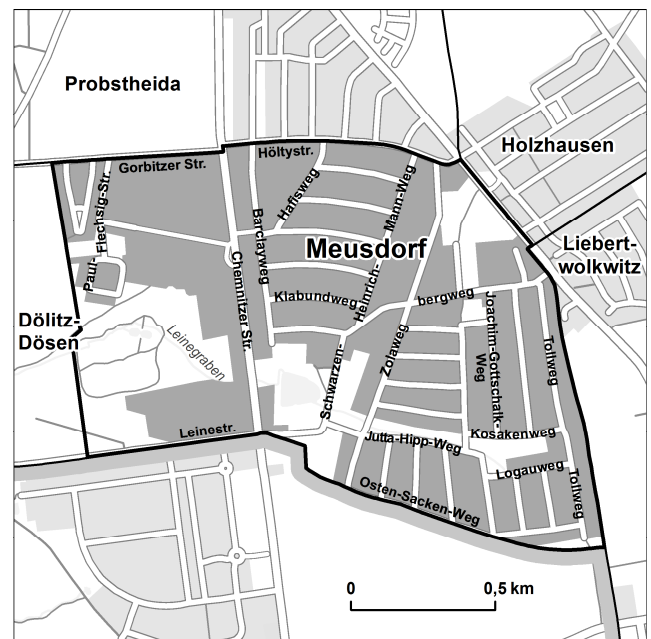 Probstheida
Holzhausen
Höltystr.
Gorbitzer Str.
Paul-Flechsig-Str.
Hafisweg
Heinrich-Mann-Weg
Barclayweg
Meusdorf
Liebert-
wolkwitz
Chemnitzer Str.
Klabundweg
Schwarzen-
bergweg
Joachim-Gottschalk-
Weg
Dölitz-
Dösen
Leinegraben
Zolaweg
Tollweg
Leinestr.
Jutta-Hipp-Weg
Kosakenweg
Logauweg
Osten-Sacken-Weg
Tollweg
0
0,5 km